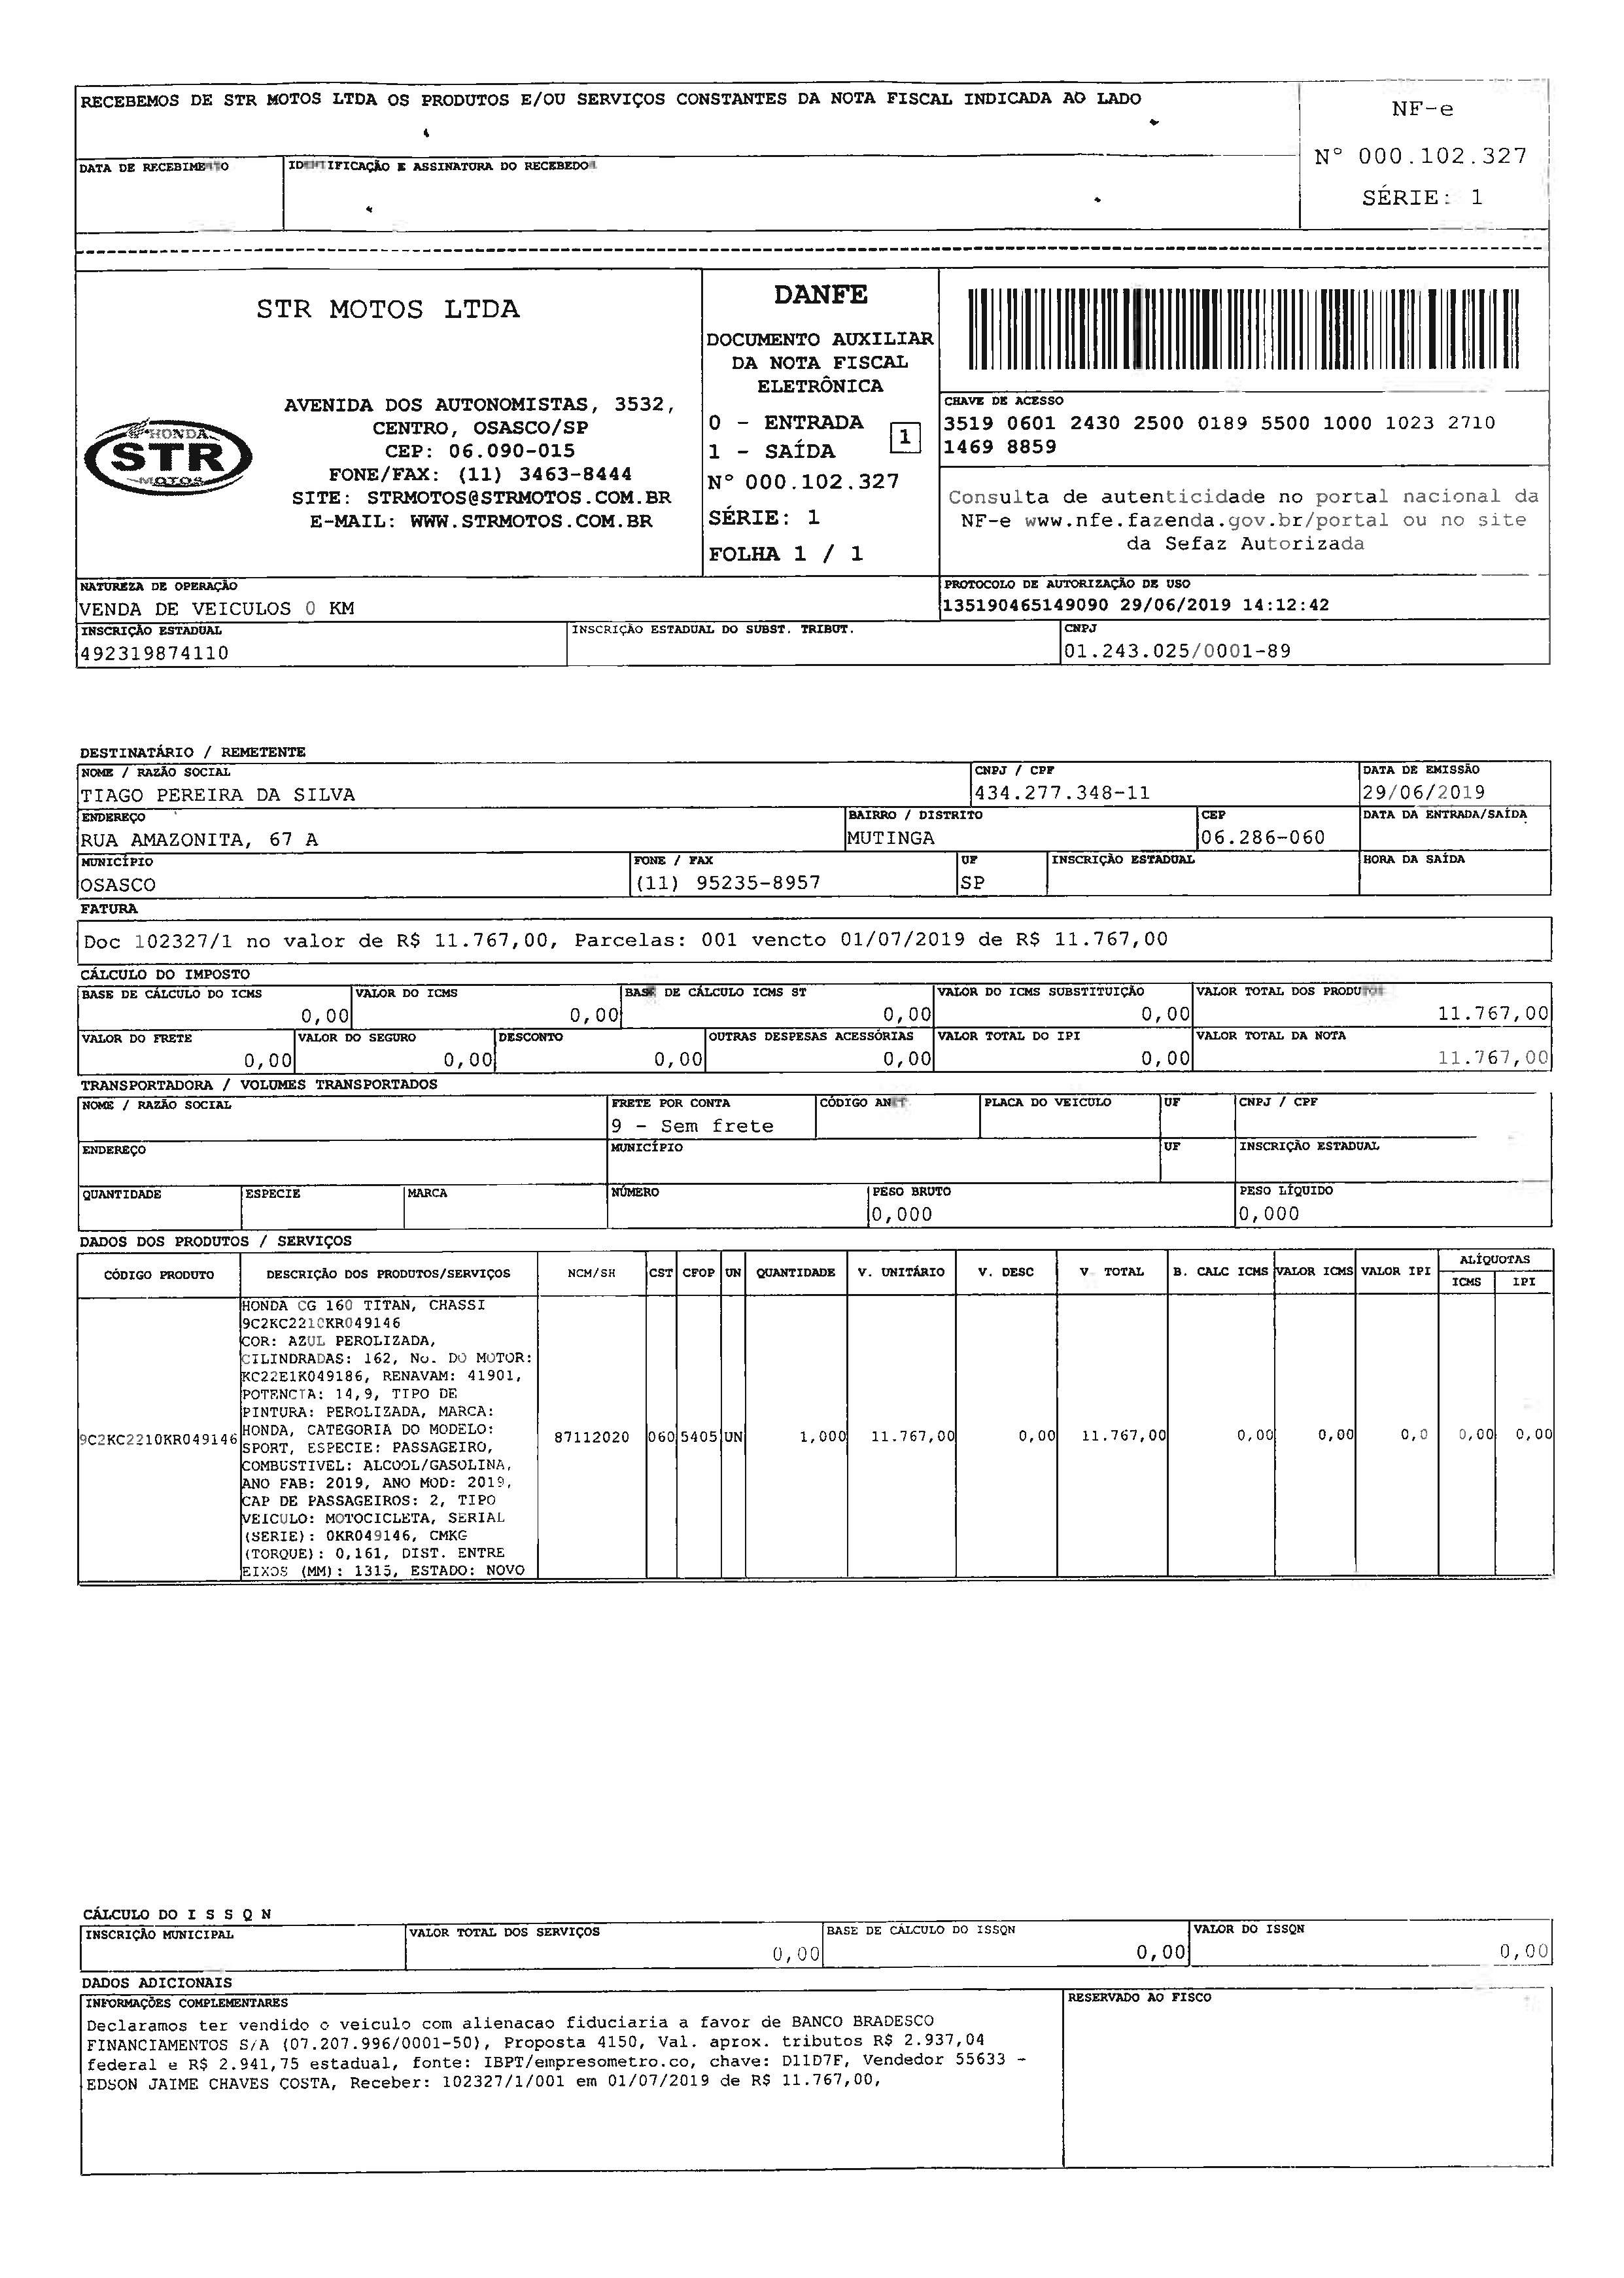 RECEBEMOS DE STR MOTOS LTDA OS PRODUTOS E/OU SERVIÇOS CONSTANTES DA NOTA FISCAL INDICADA AO LADO
NF-e
Nº 000.102.327
SÉRIE: 1
DATA DE RECEBIMENTO
IDENTIFICAÇÃO E ASSINATURA DO RECEBEDOR
STR MOTOS LTDA
HONDA
STR
MOTOS
AVENIDA DOS AUTONOMISTAS, 3532,
CENTRO, OSASCO/SP
CEP: 06.090-015
FONE/FAX: (11) 3463-8444
SITE: STRMOTOS@STRMOTOS.COM.BR
E-MAIL: WWW.STRMOTOS.COM.BR
DANFE
DOCUMENTO AUXILIAR
DA NOTA FISCAL
ELETRÔNICA
0 - ENTRADA
1 - SAÍDA
1
Nº 000.102.327
SÉRIE: 1
FOLHA 1 / 1
CHAVE DE ACESSO
3519 0601 2430 2500 0189 5500 1000 1023 2710
1469 8859
Consulta de autenticidade no portal nacional da
NF-e www.nfe.fazenda.gov.br/portal ou no site
da Sefaz Autorizada
NATUREZA DE OPERAÇÃO
VENDA DE VEICULOS 0 KM
PROTOCOLO DE AUTORIZAÇÃO DE USO
135190465149090 29/06/2019 14:12:42
INSCRIÇÃO ESTADUAL
492319874110
INSCRIÇÃO ESTADUAL DO SUBST. TRIBUT.
CNPJ
01.243.025/0001-89
DESTINATÁRIO / REMETENTE
NOME / RAZÃO SOCIAL
TIAGO PEREIRA DA SILVA
CNPJ / CPF
434.277.348-11
DATA DE EMISSÃO
29/06/2019
ENDEREÇO
RUA AMAZONITA, 67 A
BAIRRO / DISTRITO
MUTINGA
CEP
06.286-060
DATA DA ENTRADA/SAÍDA
MUNICÍPIO
OSASCO
FONE / FAX
(11) 95235-8957
UF
SP
INSCRIÇÃO ESTADUAL
HORA DA SAÍDA
FATURA
Doc 102327/1 no valor de R$ 11.767,00, Parcelas: 001 vencto 01/07/2019 de R$ 11.767,00
CÁLCULO DO IMPOSTO
BASE DE CÁLCULO DO ICMS
0,00
VALOR DO ICMS
0,00
BASE DE CÁLCULO ICMS ST
0,00
VALOR DO ICMS SUBSTITUIÇÃO
0,00
VALOR TOTAL DOS PRODUTOS
11.767,00
VALOR DO FRETE
0,00
VALOR DO SEGURO
0,00
DESCONTO
0,00
OUTRAS DESPESAS ACESSÓRIAS
0,00
VALOR TOTAL DO IPI
0,00
VALOR TOTAL DA NOTA
11.767,00
TRANSPORTADORA / VOLUMES TRANSPORTADOS
NOME / RAZÃO SOCIAL
FRETE POR CONTA
9 - Sem frete
CÓDIGO ANTT
PLACA DO VEICULO
UF
CNPJ / CPF
ENDEREÇO
MUNICÍPIO
UF
INSCRIÇÃO ESTADUAL
QUANTIDADE
ESPECIE
MARCA
NÚMERO
PESO BRUTO
0,000
PESO LÍQUIDO
0,000
DADOS DOS PRODUTOS / SERVIÇOS
CÓDIGO PRODUTO DESCRIÇÃO DOS PRODUTOS/SERVIÇOS NCM/SH CST CFOP UN QUANTIDADE V. UNITÁRIO V. DESC V. TOTAL B. CALC ICMS VALOR ICMS VALOR IPI ALÍQUOTAS
ICMS IPI
HONDA CG 160 TITAN, CHASSI
9C2KC2210KR049146
COR: AZUL PEROLIZADA,
CILINDRADAS: 162, No. DO MOTOR:
KC22E1K049186, RENAVAM: 41901,
POTENCIA: 14,9, TIPO DE
PINTURA: PEROLIZADA, MARCA:
HONDA, CATEGORIA DO MODELO:
SPORT, ESPECIE: PASSAGEIRO,
COMBUSTIVEL: ALCOOL/GASOLINA,
ANO FAB: 2019, ANO MOD: 2019,
CAP DE PASSAGEIROS: 2, TIPO
VEICULO: MOTOCICLETA, SERIAL
(SERIE): 0KR049146, CMKG
(TORQUE): 0,161, DIST. ENTRE
EIXOS (MM): 1315, ESTADO: NOVO
9C2KC2210KR049146 87112020 060 5405 UN 1,000 11.767,00 0,00 11.767,00 0,00 0,00 0,0 0,00 0,00
CÁLCULO DO I S S Q N
INSCRIÇÃO MUNICIPAL
VALOR TOTAL DOS SERVIÇOS
0,00
BASE DE CÁLCULO DO ISSQN
0,00
VALOR DO ISSQN
0,00
DADOS ADICIONAIS
INFORMAÇÕES COMPLEMENTARES
Declaramos ter vendido o veiculo com alienacao fiduciaria a favor de BANCO BRADESCO
FINANCIAMENTOS S/A (07.207.996/0001-50), Proposta 4150, Val. aprox. tributos R$ 2.937,04
federal e R$ 2.941,75 estadual, fonte: IBPT/empresometro.co, chave: D11D7F, Vendedor 55633 -
EDSON JAIME CHAVES COSTA, Receber: 102327/1/001 em 01/07/2019 de R$ 11.767,00,
RESERVADO AO FISCO